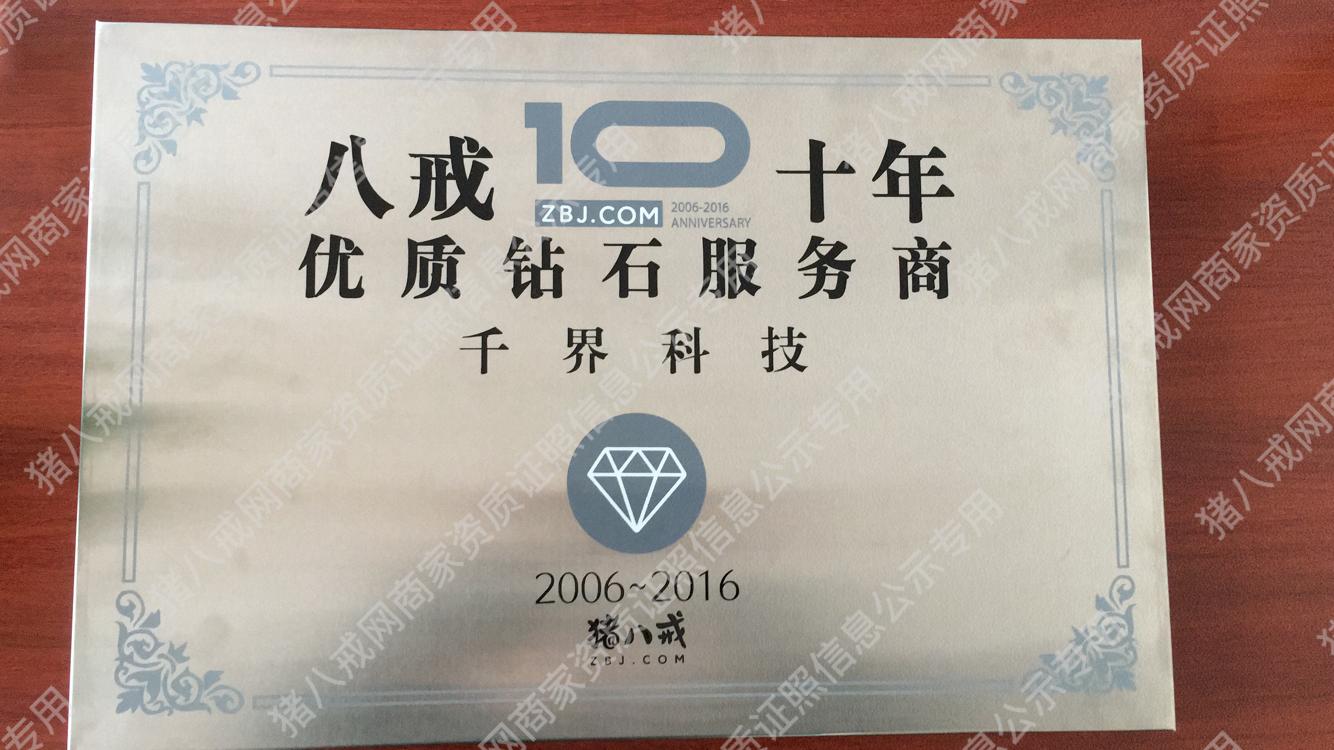 八戒 10 十年
ZBJ.COM 2006-2016 ANNIVERSARY
优质钻石服务商
千界科技
2006~2016
猪八戒
ZBJ.COM
猪八戒网商家资质证照信息公示专用